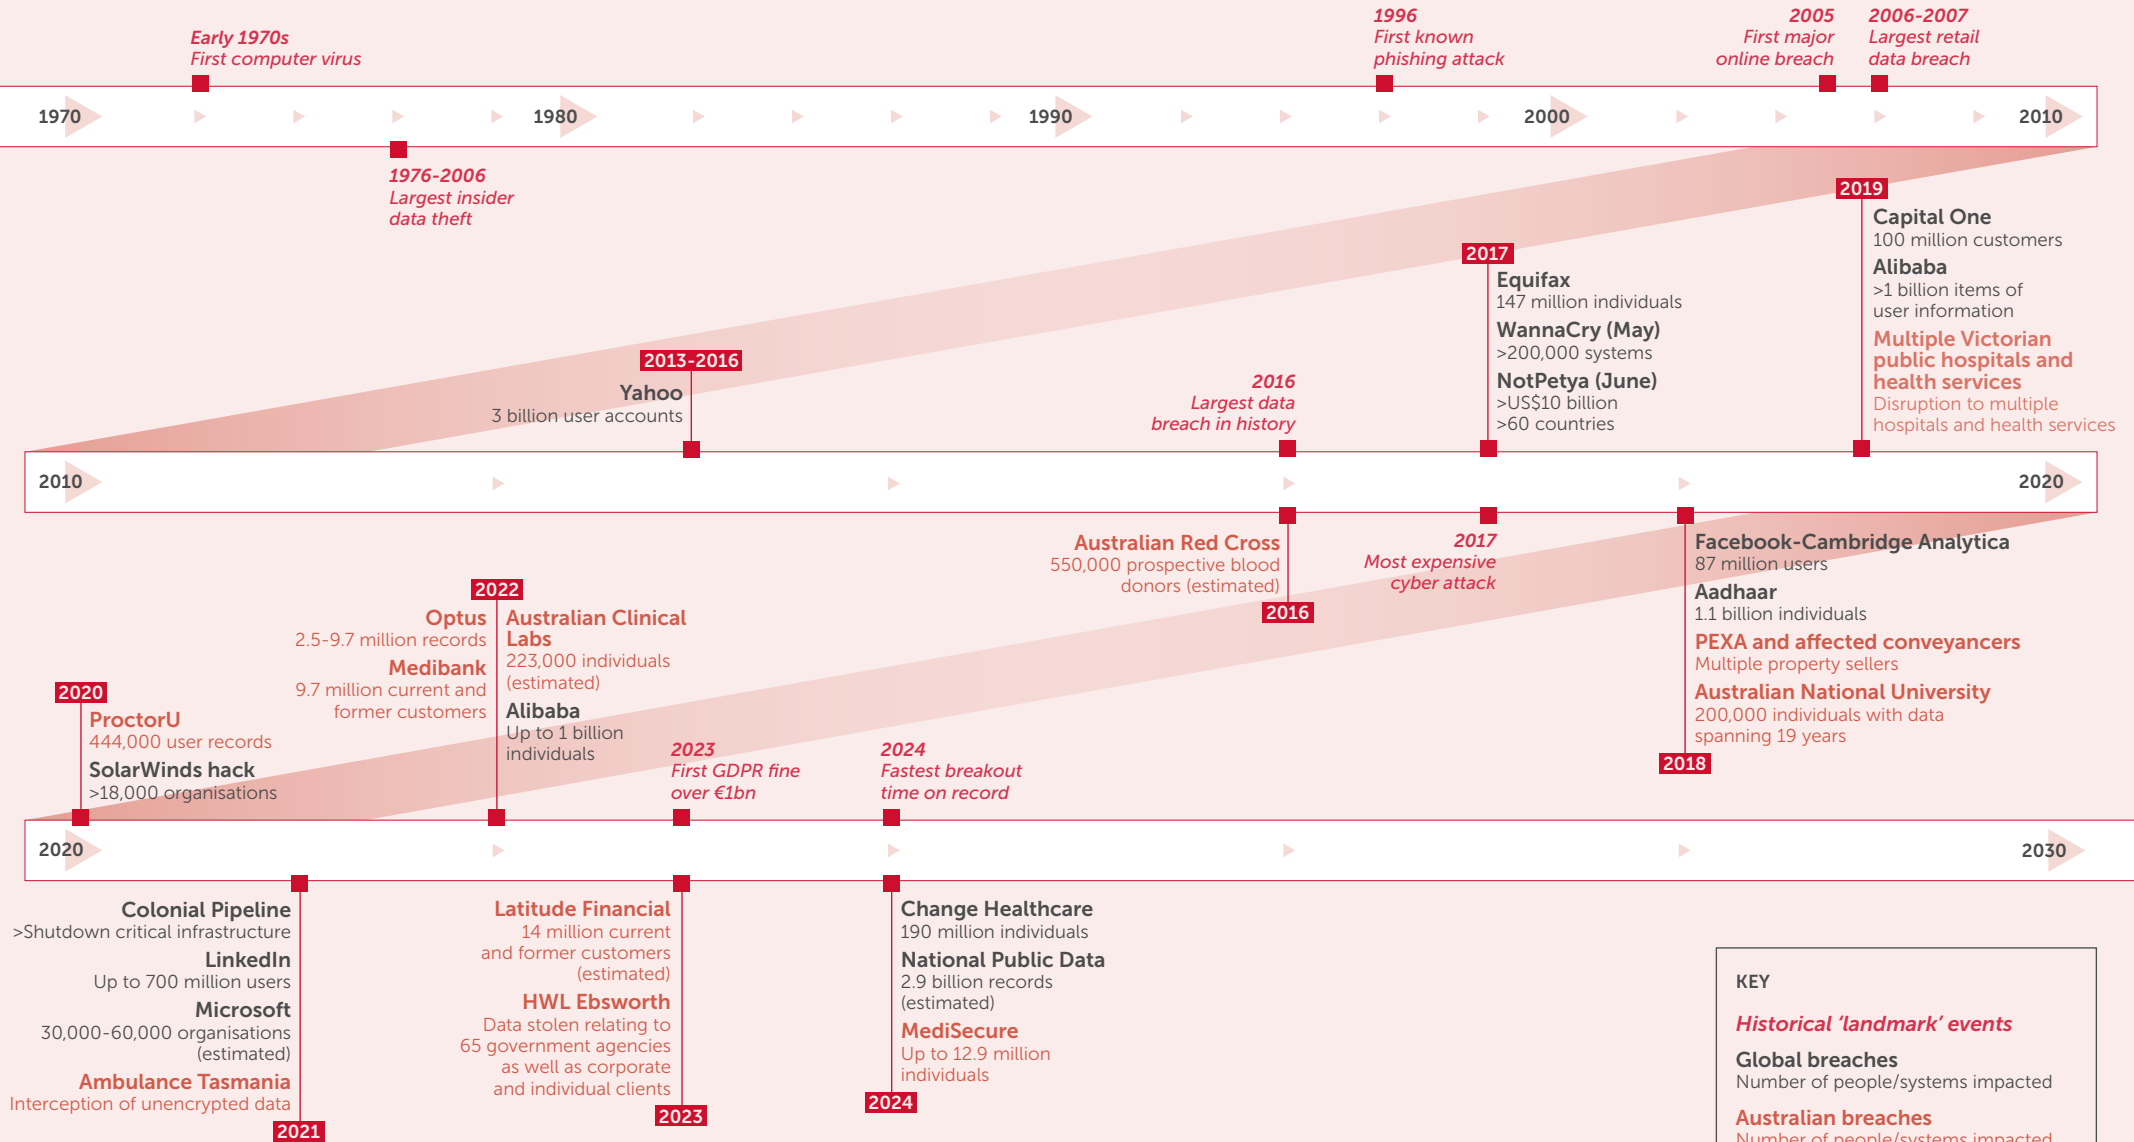 Early 1970s
First computer virus
1996
First known
phishing attack
2005
First major
online breach
2006-2007
Largest retail
data breach
1970
1980
1990
2000
2010
1976-2006
Largest insider
data theft
2013-2016
Yahoo
3 billion user accounts
2016
Largest data
breach in history
2017
Equifax
147 million individuals
WannaCry (May)
>200,000 systems
NotPetya (June)
>US$10 billion
>60 countries
2019
Capital One
100 million customers
Alibaba
>1 billion items of
user information
Multiple Victorian
public hospitals and
health services
Disruption to multiple
hospitals and health services
2010
2020
Australian Red Cross
550,000 prospective blood
donors (estimated)
2016
2017
Most expensive
cyber attack
Facebook-Cambridge Analytica
87 million users
Aadhaar
1.1 billion individuals
PEXA and affected conveyancers
Multiple property sellers
Australian National University
200,000 individuals with data
spanning 19 years
2018
2020
ProctorU
444,000 user records
SolarWinds hack
>18,000 organisations
2022
Optus
2.5-9.7 million records
Medibank
9.7 million current and
former customers
Australian Clinical
Labs
223,000 individuals
(estimated)
Alibaba
Up to 1 billion
individuals
2023
First GDPR fine
over €1bn
2024
Fastest breakout
time on record
2020
2030
Colonial Pipeline
>Shutdown critical infrastructure
LinkedIn
Up to 700 million users
Microsoft
30,000-60,000 organisations
(estimated)
Ambulance Tasmania
Interception of unencrypted data
2021
Latitude Financial
14 million current
and former customers
(estimated)
HWL Ebsworth
Data stolen relating to
65 government agencies
as well as corporate
and individual clients
2023
Change Healthcare
190 million individuals
National Public Data
2.9 billion records
(estimated)
MediSecure
Up to 12.9 million
individuals
2024
KEY
Historical ‘landmark’ events
Global breaches
Number of people/systems impacted
Australian breaches
Number of people/systems impacted